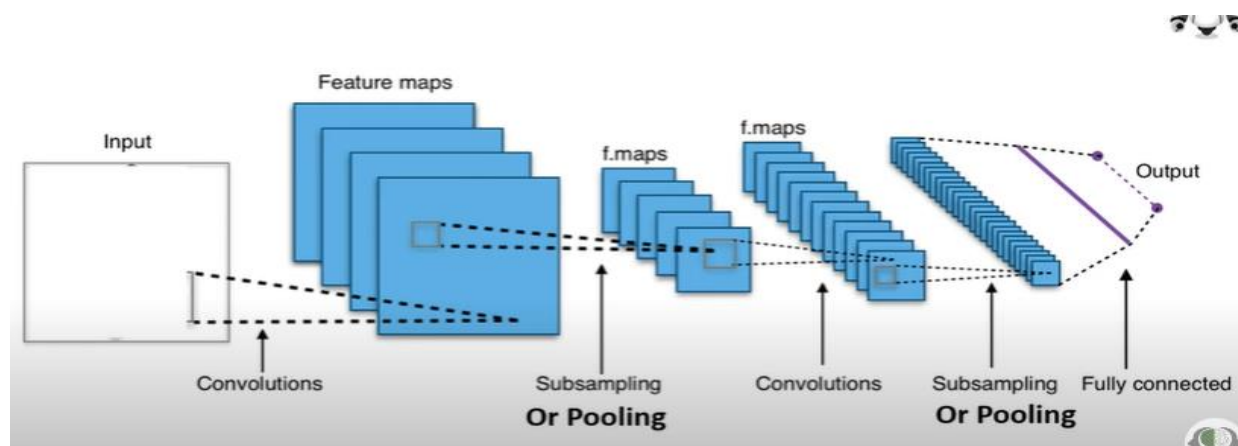 Feature maps
Input
f.maps
f.maps
Output
Convolutions
Subsampling
Or Pooling
Convolutions
Subsampling
Or Pooling
Fully connected